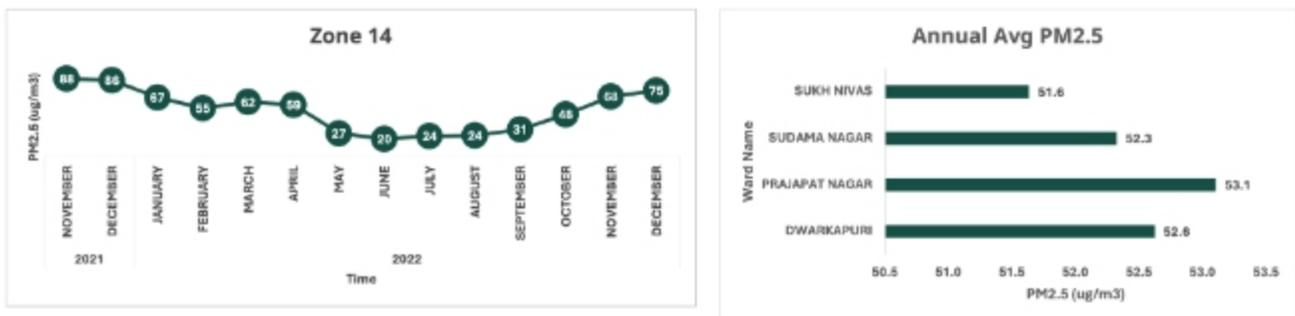 Zone 14
PM2.5 (ug/m3)
88 86 67 55 62 59 27 20 24 24 31 48 68 75
NOVEMBER DECEMBER JANUARY FEBRUARY MARCH APRIL MAY JUNE JULY AUGUST SEPTEMBER OCTOBER NOVEMBER DECEMBER
2021 2022
Time
Annual Avg PM2.5
Ward Name
SUKH NIVAS 51.6
SUDAMA NAGAR 52.3
PRAJAPAT NAGAR 53.1
DWARKAPURI 52.6
50.5 51.0 51.5 52.0 52.5 53.0 53.5
PM2.5 (ug/m3)